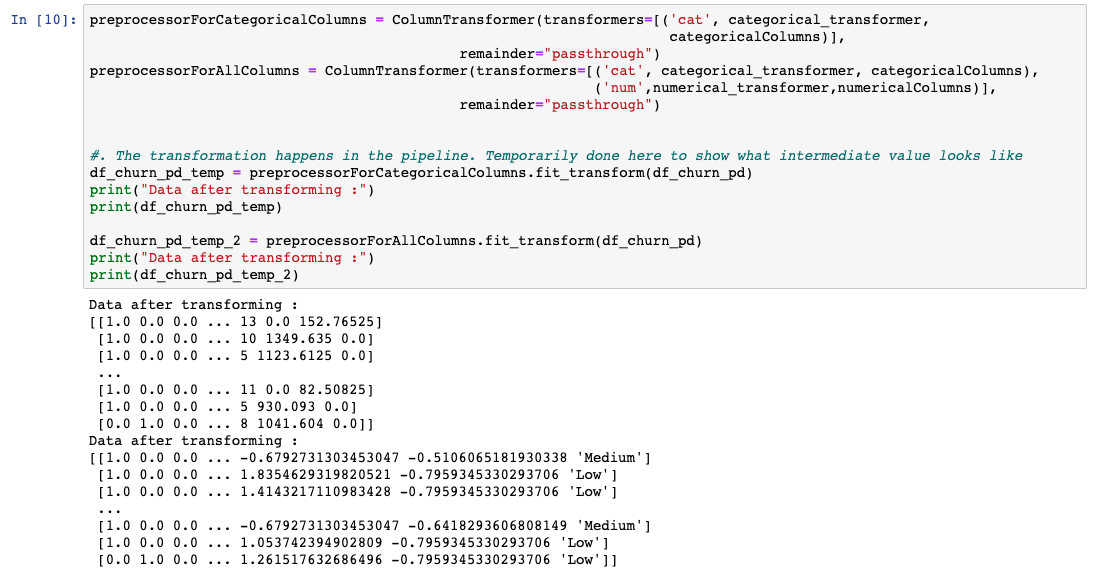 In [10]: preprocessorForCategoricalColumns = ColumnTransformer(transformers=[('cat', categorical_transformer,
categoricalColumns)],
remainder="passthrough")
preprocessorForAllColumns = ColumnTransformer(transformers=[('cat', categorical_transformer, categoricalColumns),
('num',numerical_transformer,numericalColumns)],
remainder="passthrough")
#. The transformation happens in the pipeline. Temporarily done here to show what intermediate value looks like
df_churn_pd_temp = preprocessorForCategoricalColumns.fit_transform(df_churn_pd)
print("Data after transforming :")
print(df_churn_pd_temp)
df_churn_pd_temp_2 = preprocessorForAllColumns.fit_transform(df_churn_pd)
print("Data after transforming :")
print(df_churn_pd_temp_2)
Data after transforming :
[[1.0 0.0 0.0 ... 13 0.0 152.76525]
[1.0 0.0 0.0 ... 10 1349.635 0.0]
[1.0 0.0 0.0 ... 5 1123.6125 0.0]
...
[1.0 0.0 0.0 ... 11 0.0 82.50825]
[1.0 0.0 0.0 ... 5 930.093 0.0]
[0.0 1.0 0.0 ... 8 1041.604 0.0]]
Data after transforming :
[[1.0 0.0 0.0 ... -0.6792731303453047 -0.5106065181930338 'Medium']
[1.0 0.0 0.0 ... 1.8354629319820521 -0.7959345330293706 'Low']
[1.0 0.0 0.0 ... 1.4143217110983428 -0.7959345330293706 'Low']
...
[1.0 0.0 0.0 ... -0.6792731303453047 -0.6418293606808149 'Medium']
[1.0 0.0 0.0 ... 1.053742394902809 -0.7959345330293706 'Low']
[0.0 1.0 0.0 ... 1.261517632686496 -0.7959345330293706 'Low']]